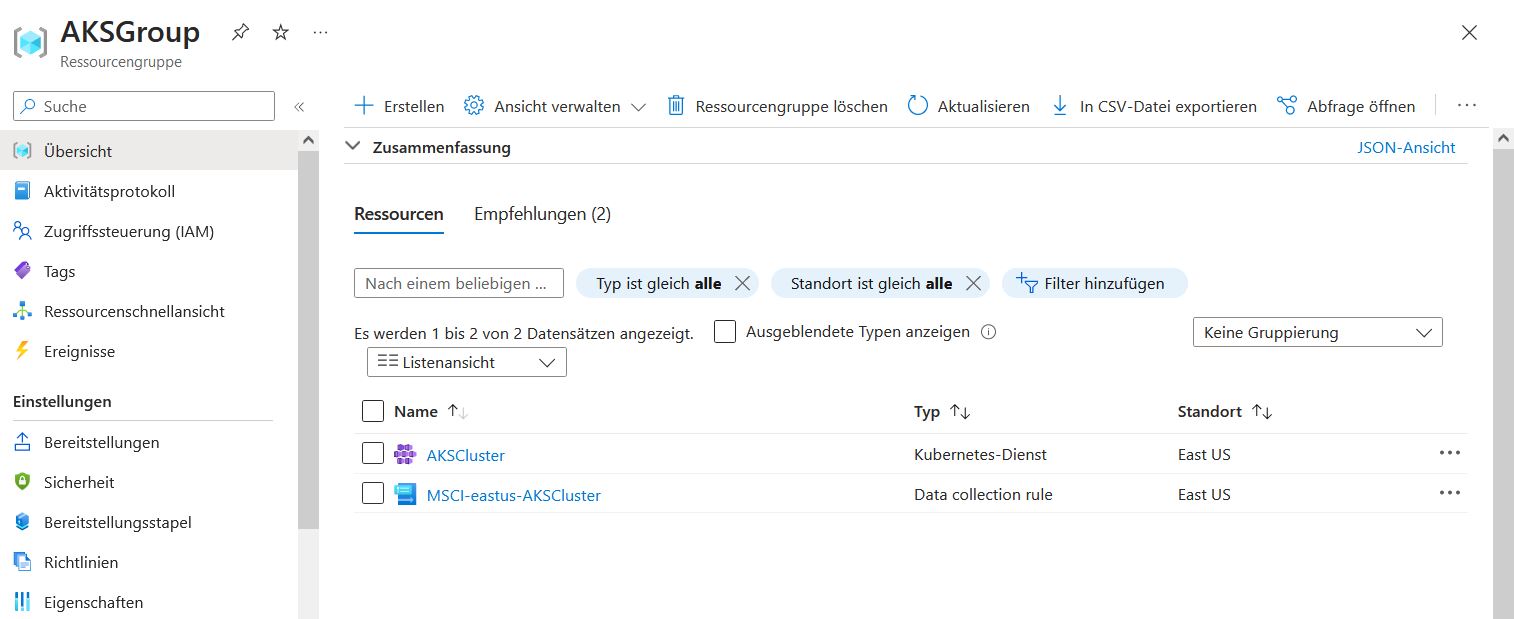 AKSGroup
Ressourcengruppe
Suche
Übersicht
Aktivitätsprotokoll
Zugriffssteuerung (IAM)
Tags
Ressourcenschnellansicht
Ereignisse
Einstellungen
Bereitstellungen
Sicherheit
Bereitstellungsstapel
Richtlinien
Eigenschaften
Erstellen Ansicht verwalten Ressourcengruppe löschen Aktualisieren In CSV-Datei exportieren Abfrage öffnen
Zusammenfassung JSON-Ansicht
Ressourcen Empfehlungen (2)
Nach einem beliebigen ... Typ ist gleich alle Standort ist gleich alle Filter hinzufügen
Es werden 1 bis 2 von 2 Datensätzen angezeigt. Ausgeblendete Typen anzeigen Keine Gruppierung
Listenansicht
Name Typ Standort
AKSCluster Kubernetes-Dienst East US
MSCI-eastus-AKSCluster Data collection rule East US